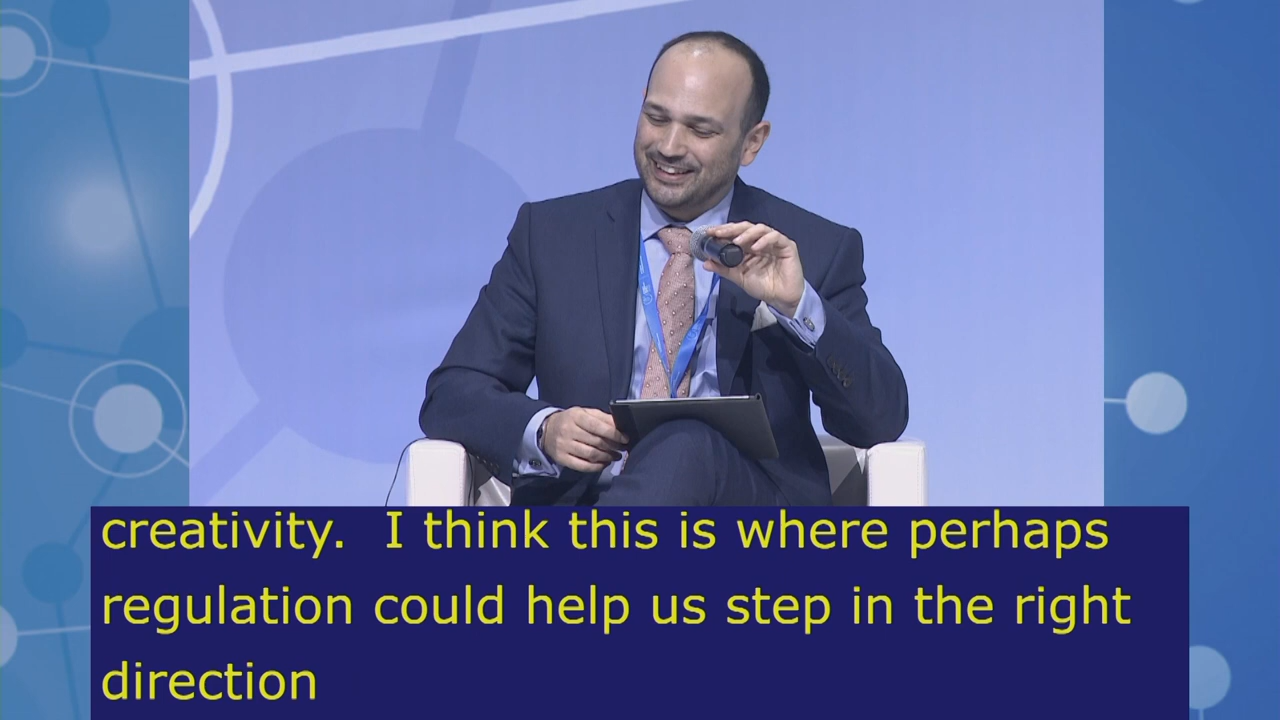 creativity.  I think this is where perhaps
regulation could help us step in the right
direction